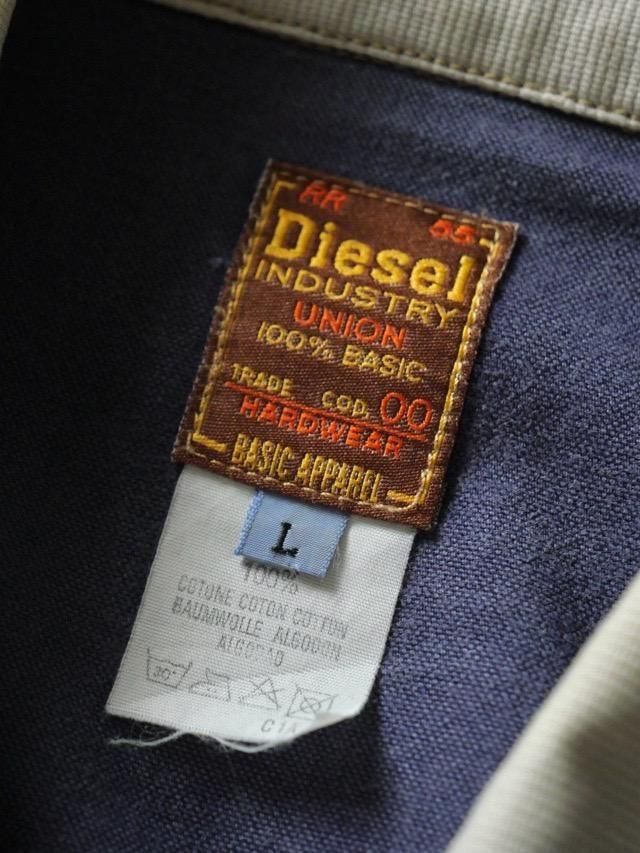 RR 55
Diesel
INDUSTRY
UNION
100% BASIC
TRADE COD. 00
HARDWEAR
BASIC APPAREL
L
100%
COTONE COTON COTTON
BAUMWOLLE ALGODON
ALGODAO
30°